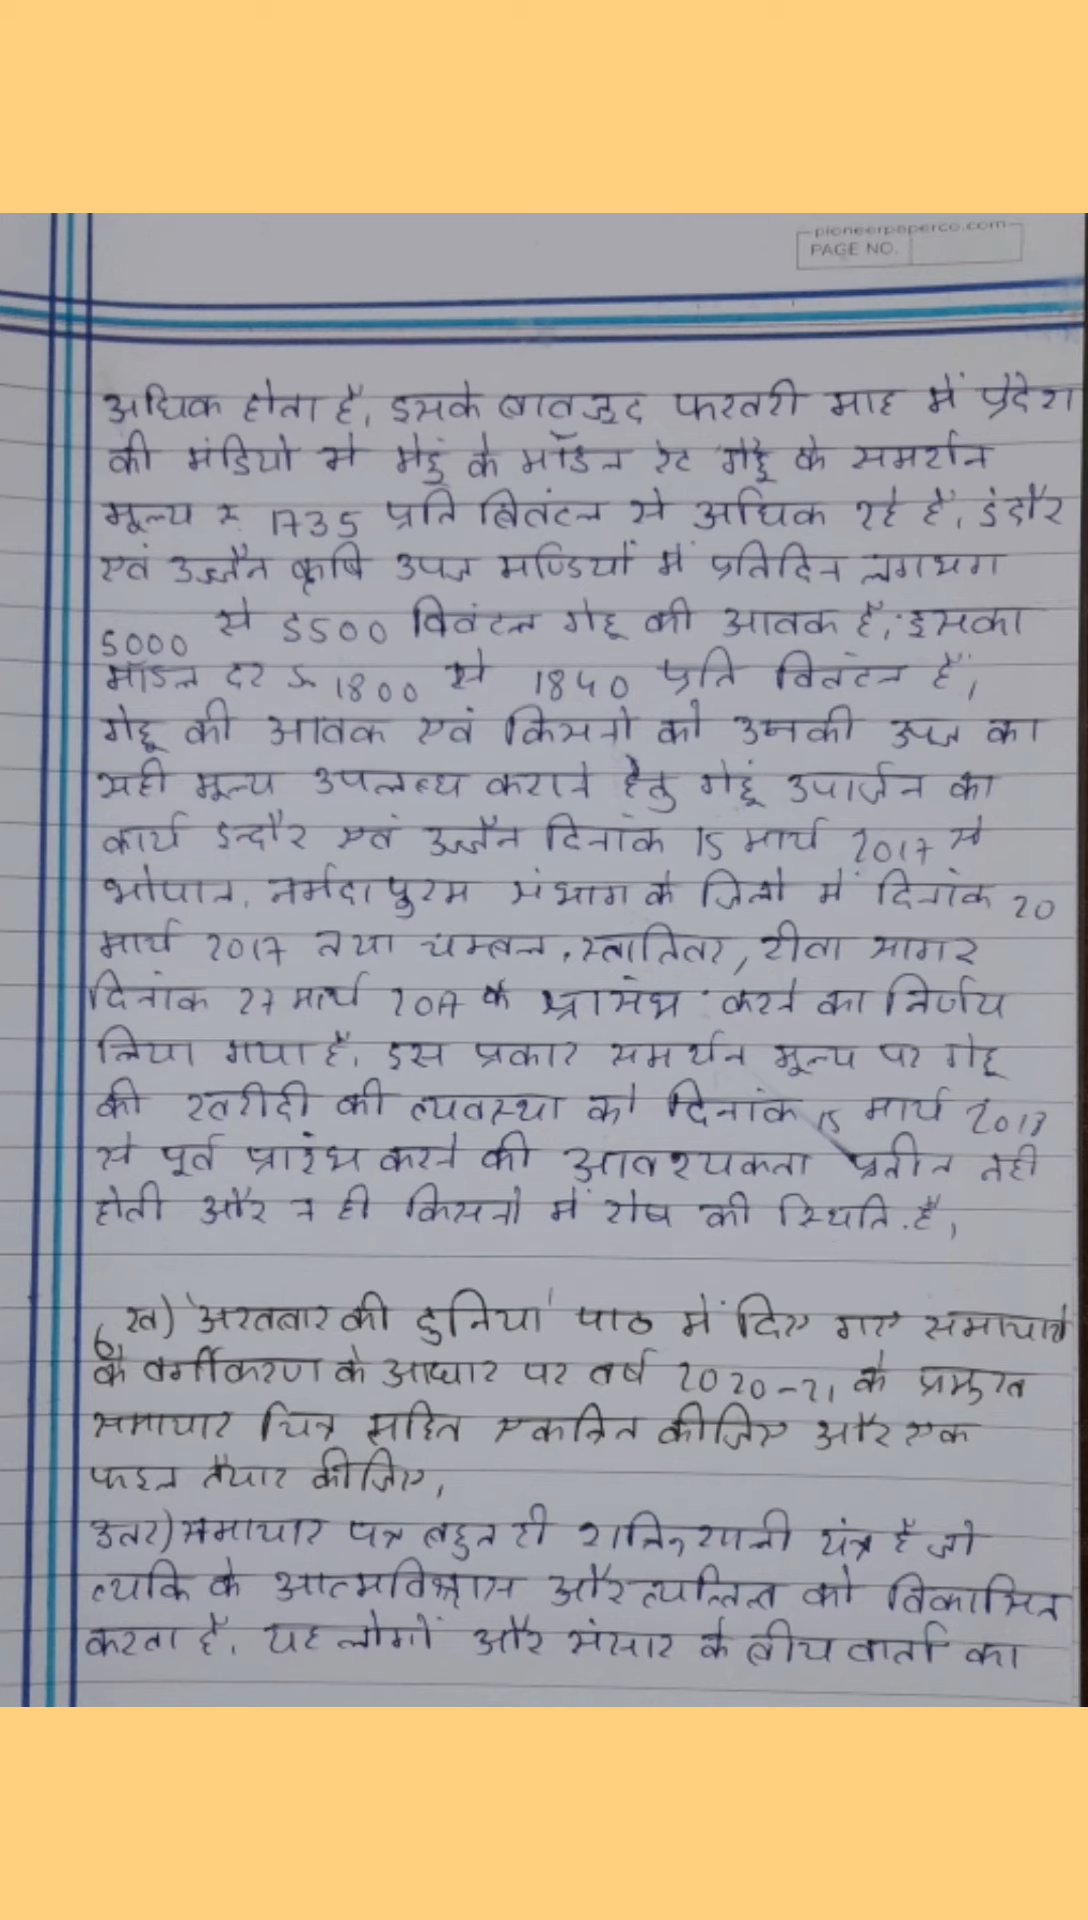 pioneerpaperco.com
PAGE NO.
अधिक होता है, इसके बावजूद फरवरी माह में प्रदेश
की मंडियो मे गेहुं के मॉडल रेट गेहूं के समर्थन
मूल्य रु 1735 प्रति क्विंटल से अधिक रहे है, इंदौर
एवं उज्जैन कृषि उपज मण्डियों में प्रतिदिन लगभग
5000 से 5500 क्विंटल गेहू की आवक है, इसका
मॉडल दर रु 1800 से 1840 प्रति क्विंटल है,
गेहू की आवक एवं किसनो को उनकी उपज का
सही मूल्य उपलब्ध कराने हेतु गेहूं उपार्जन का
कार्य इन्दौर एवं उज्जैन दिनांक 15 मार्च 2017 से
भोपाल, नर्मदापुरम संभाग के जिलो में दिनांक 20
मार्च 2017 तथा चम्बल, ग्वालियर, रीवा सागर
दिनांक 27 मार्च 2017 के प्रामंभ करने का निर्णय
लिया गया है, इस प्रकार समर्थन मूल्य पर गेहू
की खरीदी की व्यवस्था को दिनांक 15 मार्च 2017
से पूर्व प्रारंभ करने की आवश्यकता प्रतीत नही
होती और न ही किसनो में रोष की स्थिति है,
6 ख) 'अखबार की दुनिया' पाठ में दिए गए समाचारो
के वर्गीकरण के आधार पर वर्ष 2020-21 के प्रमुख
समाचार चित्र सहित एकत्रित कीजिए और एक
फाइल तैयार कीजिए,
उतर) समाचार पत्र बहुत ही शक्तिशाली यंत्र है जो
व्यकि के आत्मविश्वास और व्यक्तित्व को विकासित
करता है, यह लोगों और संसार के बीच वार्ता का